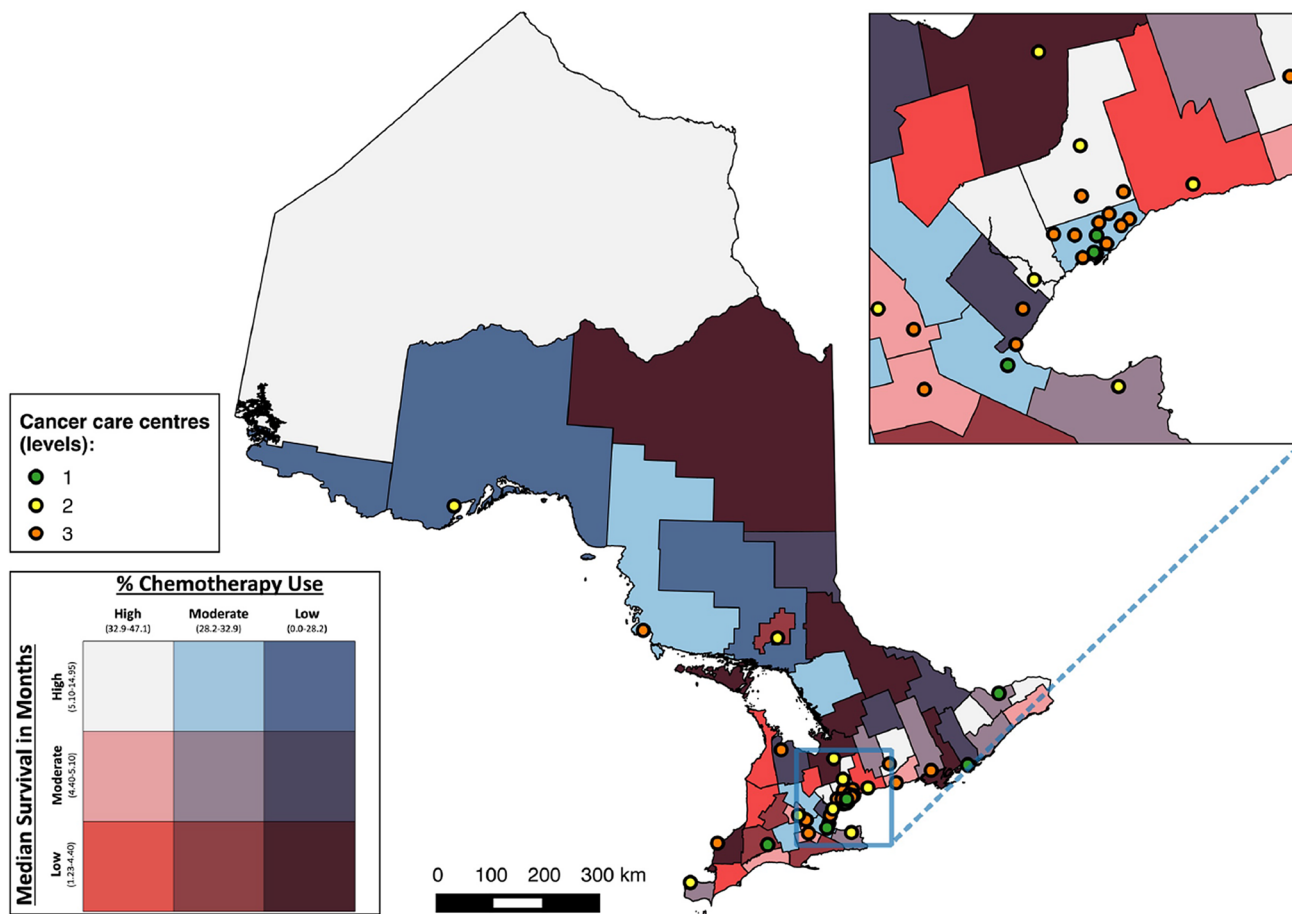 Cancer care centres
(levels):
1
2
3
% Chemotherapy Use
High
(32.9-47.1)
Moderate
(28.2-32.9)
Low
(0.0-28.2)
Median Survival in Months
High
(5.10-14.95)
Moderate
(4.40-5.10)
Low
(1.23-4.40)
0 100 200 300 km